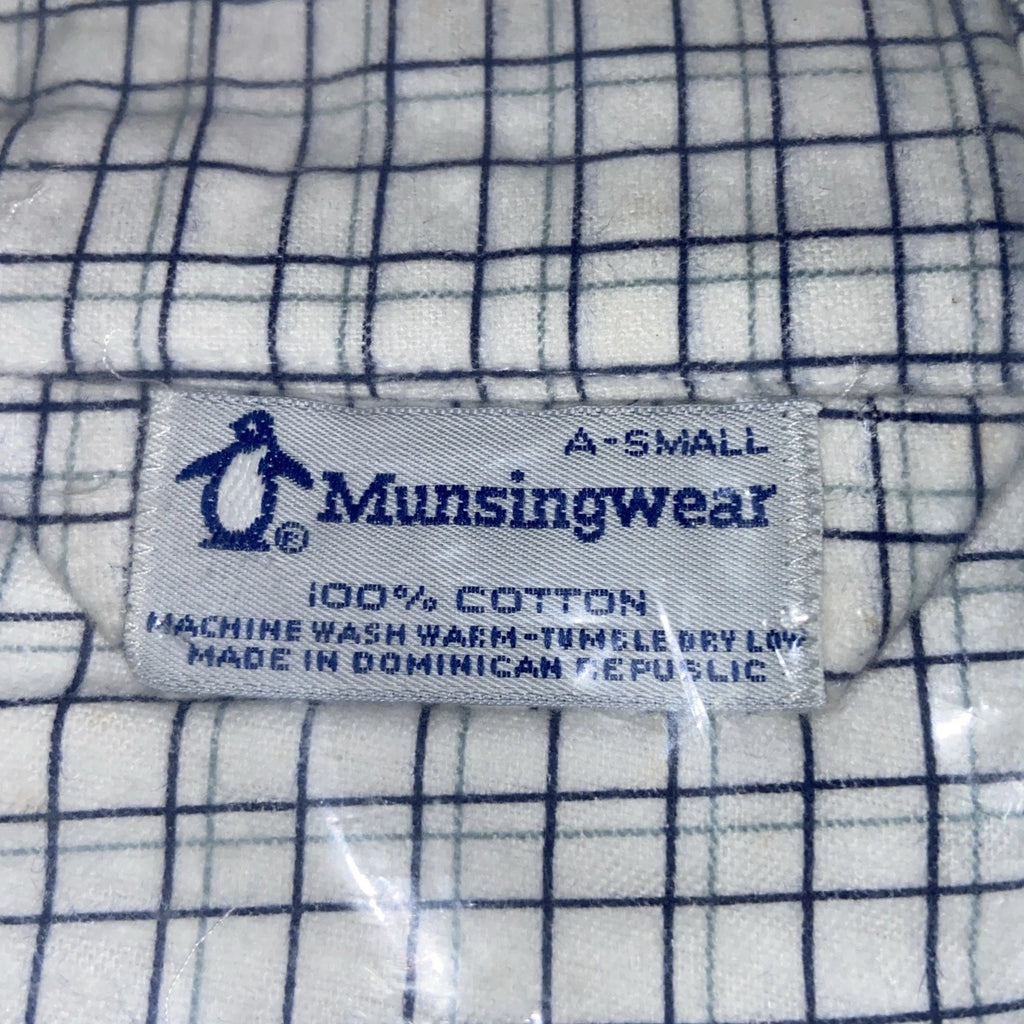 A-SMALL
Munsingwear
®
100% COTTON
MACHINE WASH WARM-TUMBLE DRY LOW
MADE IN DOMINICAN REPUBLIC